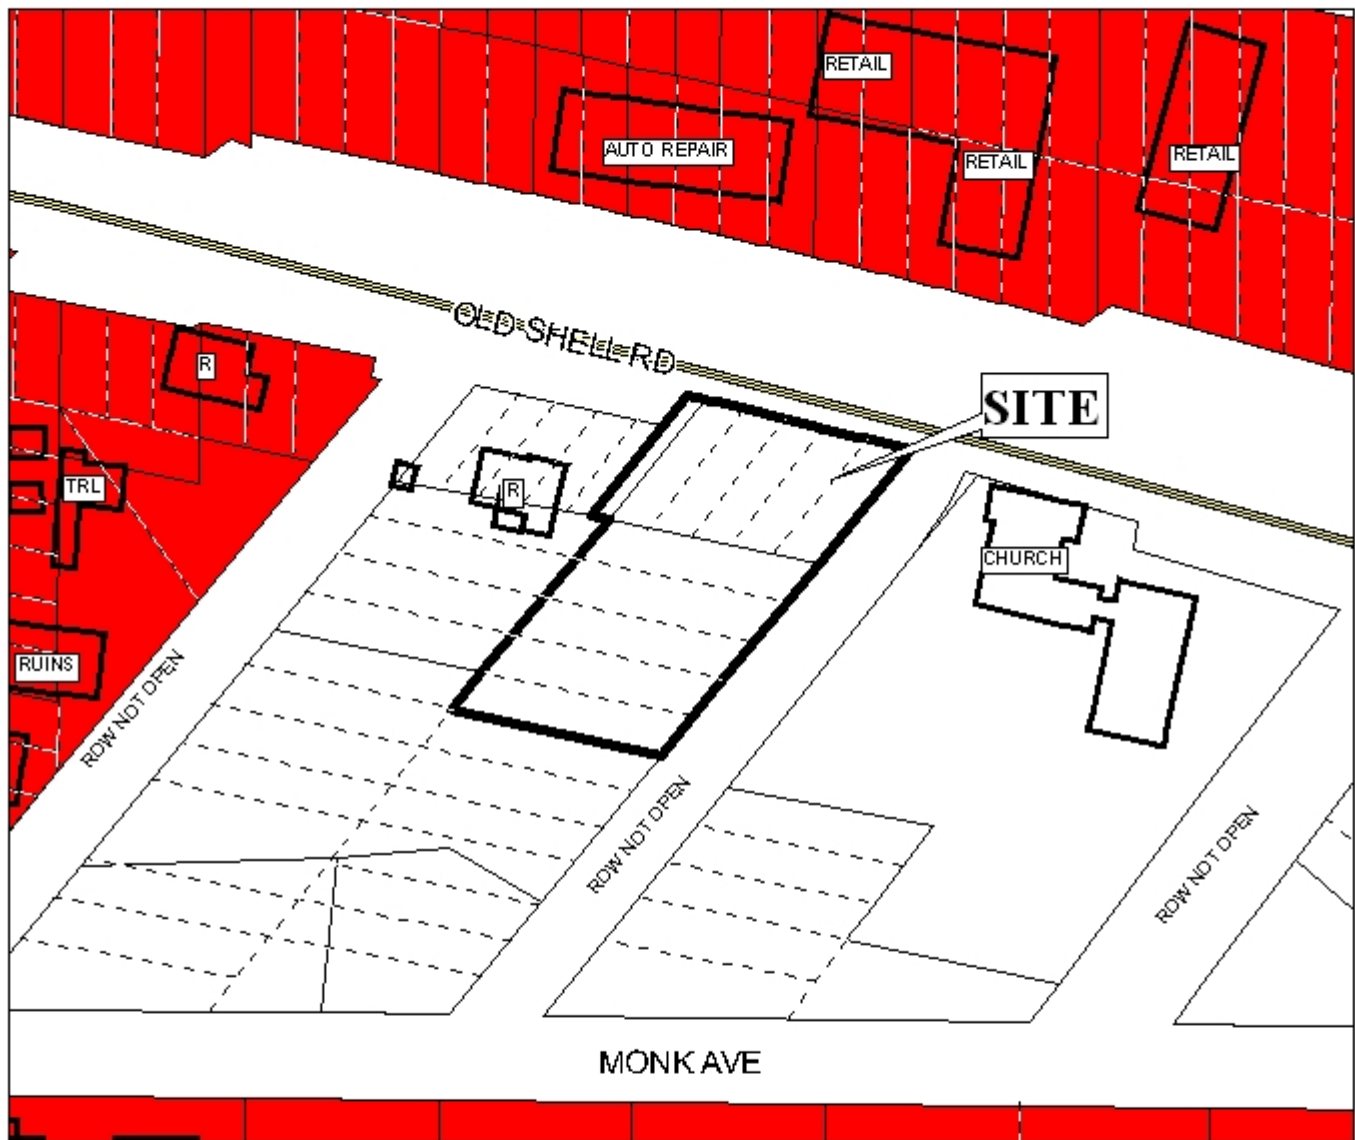 RETAIL
AUTO REPAIR
RETAIL
RETAIL
OLD SHELL RD
R
SITE
TRL
R
CHURCH
RUINS
ROW NOT OPEN
ROW NOT OPEN
ROW NOT OPEN
MONK AVE